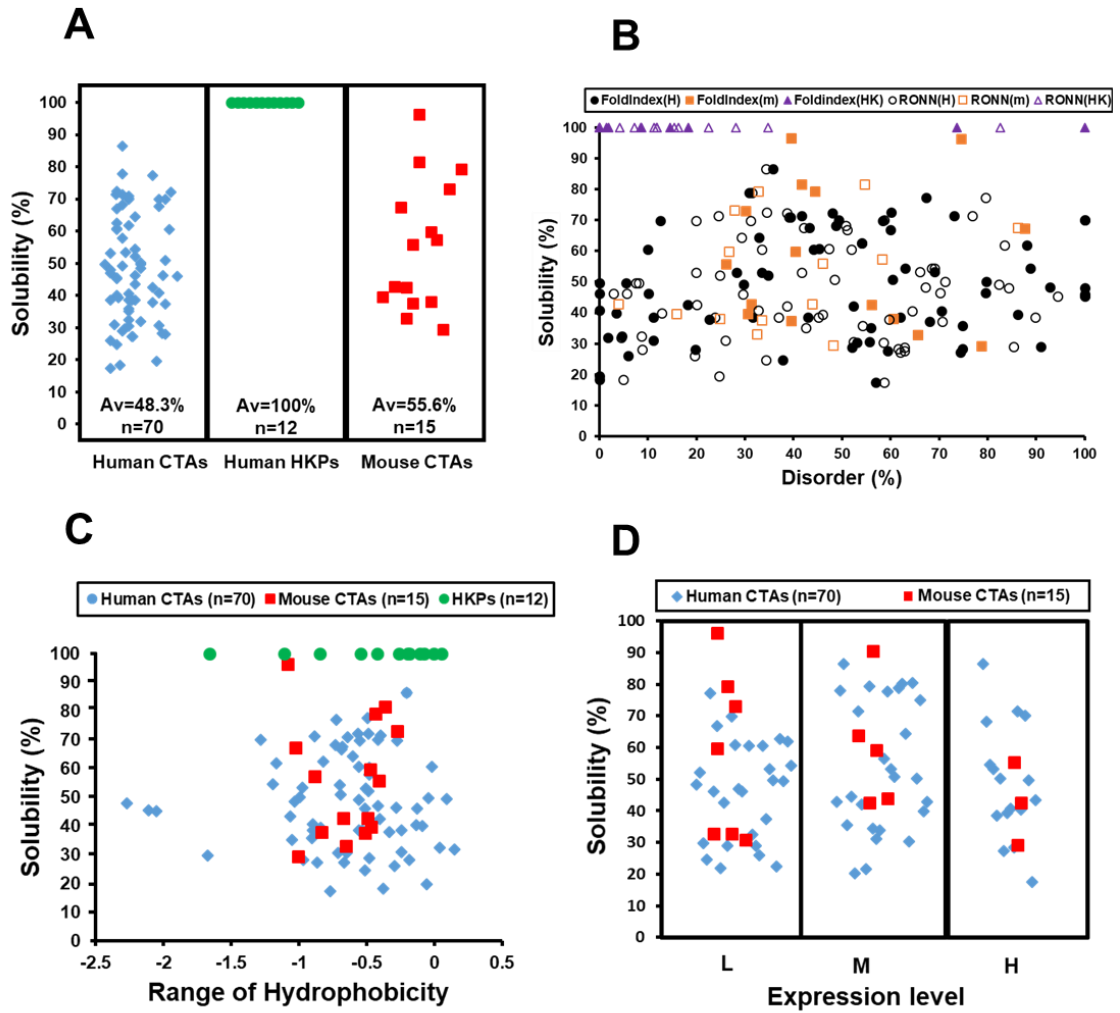 A
Solubility (%)
100
90
80
70
60
50
40
30
20
10
0
Av=48.3%
n=70
Av=100%
n=12
Av=55.6%
n=15
Human CTAs
Human HKPs
Mouse CTAs
B
FoldIndex(H) FoldIndex(m) Foldindex(HK) RONN(H) RONN(m) RONN(HK)
Solubility (%)
100
90
80
70
60
50
40
30
20
10
0
0 10 20 30 40 50 60 70 80 90 100
Disorder (%)
C
Human CTAs (n=70) Mouse CTAs (n=15) HKPs (n=12)
Solubility (%)
100
90
80
70
60
50
40
30
20
10
0
-2.5 -2 -1.5 -1 -0.5 0 0.5
Range of Hydrophobicity
D
Human CTAs (n=70) Mouse CTAs (n=15)
Solubility (%)
100
90
80
70
60
50
40
30
20
10
0
L M H
Expression level